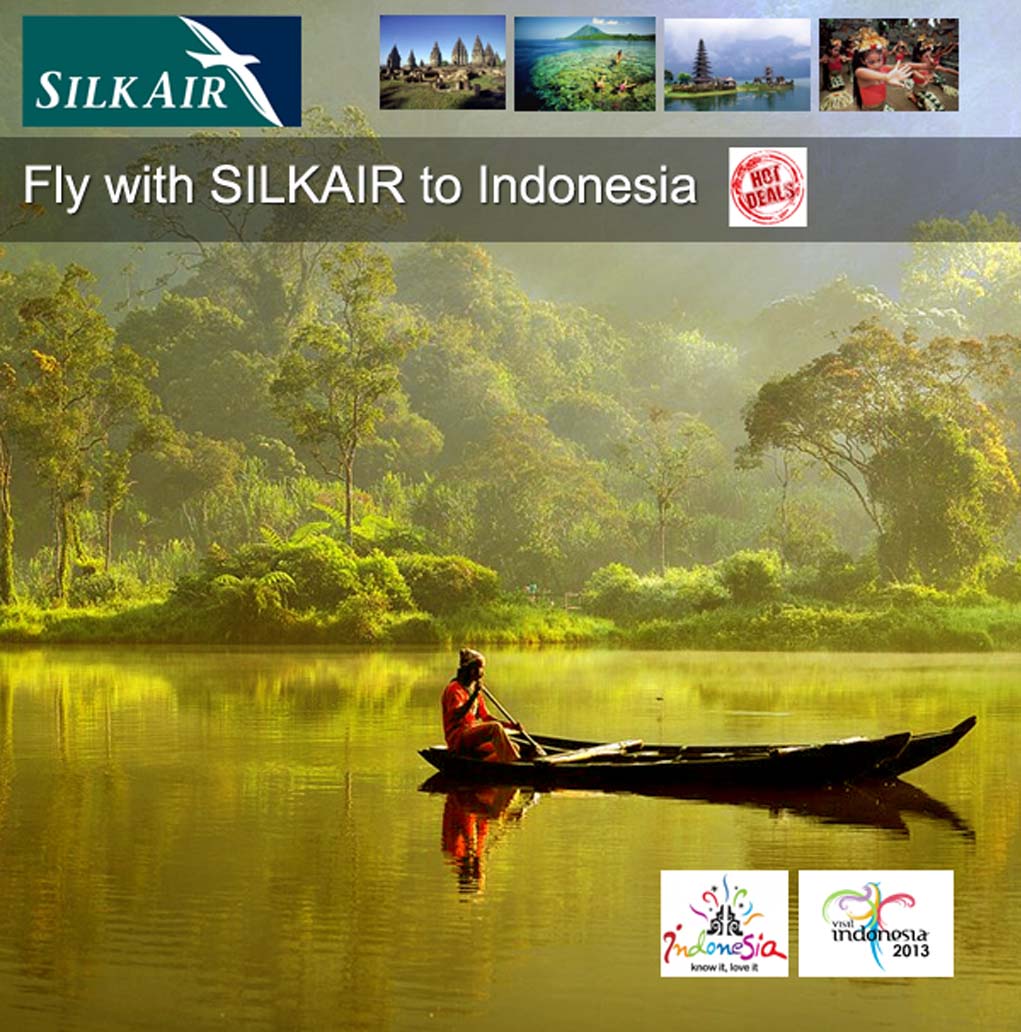 SILKAIR
Fly with SILKAIR to Indonesia
HOT
DEALS
indonesia
know it, love it
visit
indonesia
2013